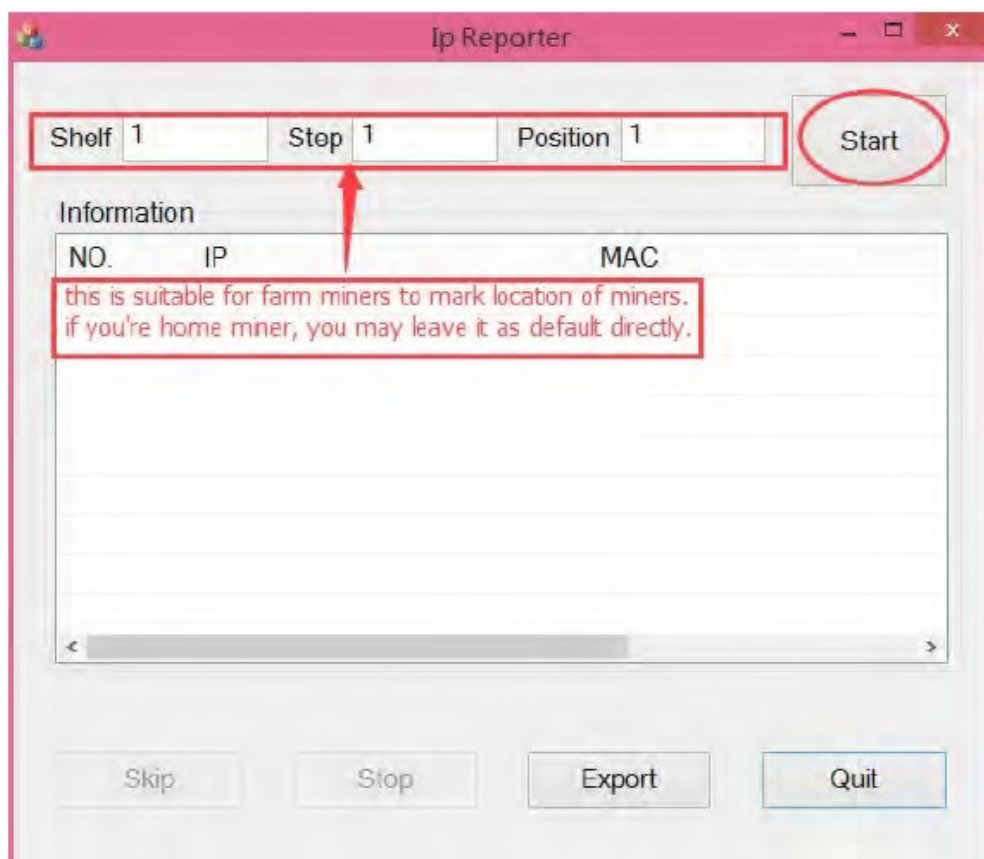 Ip Reporter
Shelf 1 Step 1 Position 1 Start
Information
NO. IP MAC
this is suitable for farm miners to mark location of miners.
if you're home miner, you may leave it as default directly.
Skip Stop Export Quit